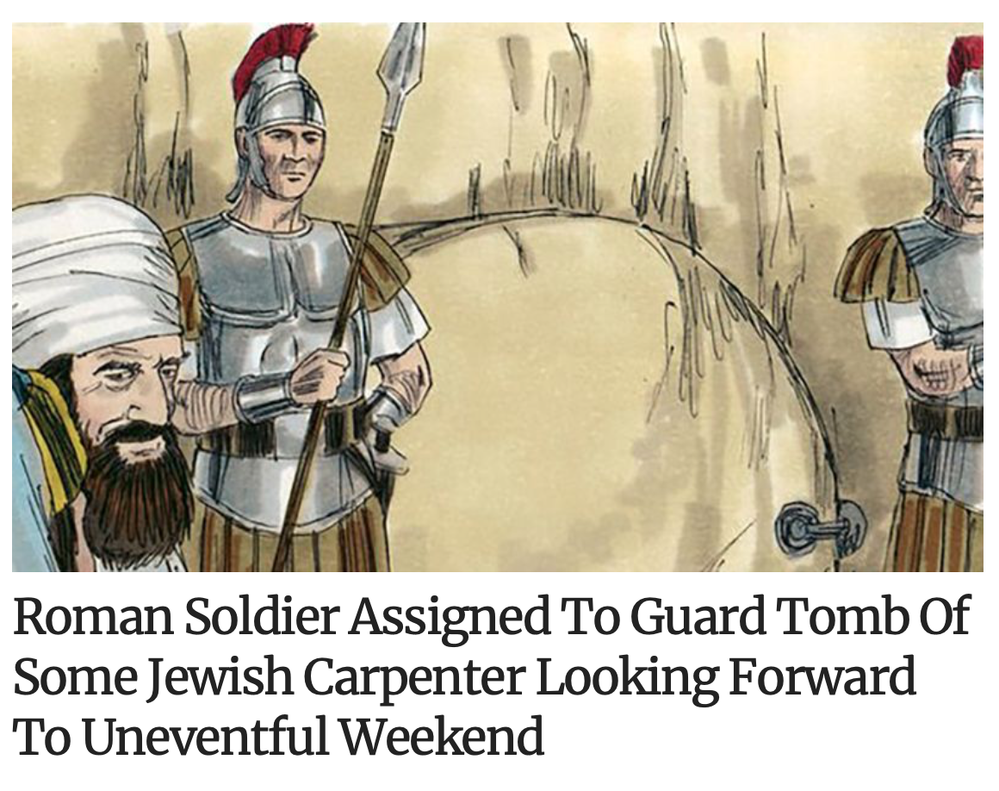 Roman Soldier Assigned To Guard Tomb Of
Some Jewish Carpenter Looking Forward
To Uneventful Weekend